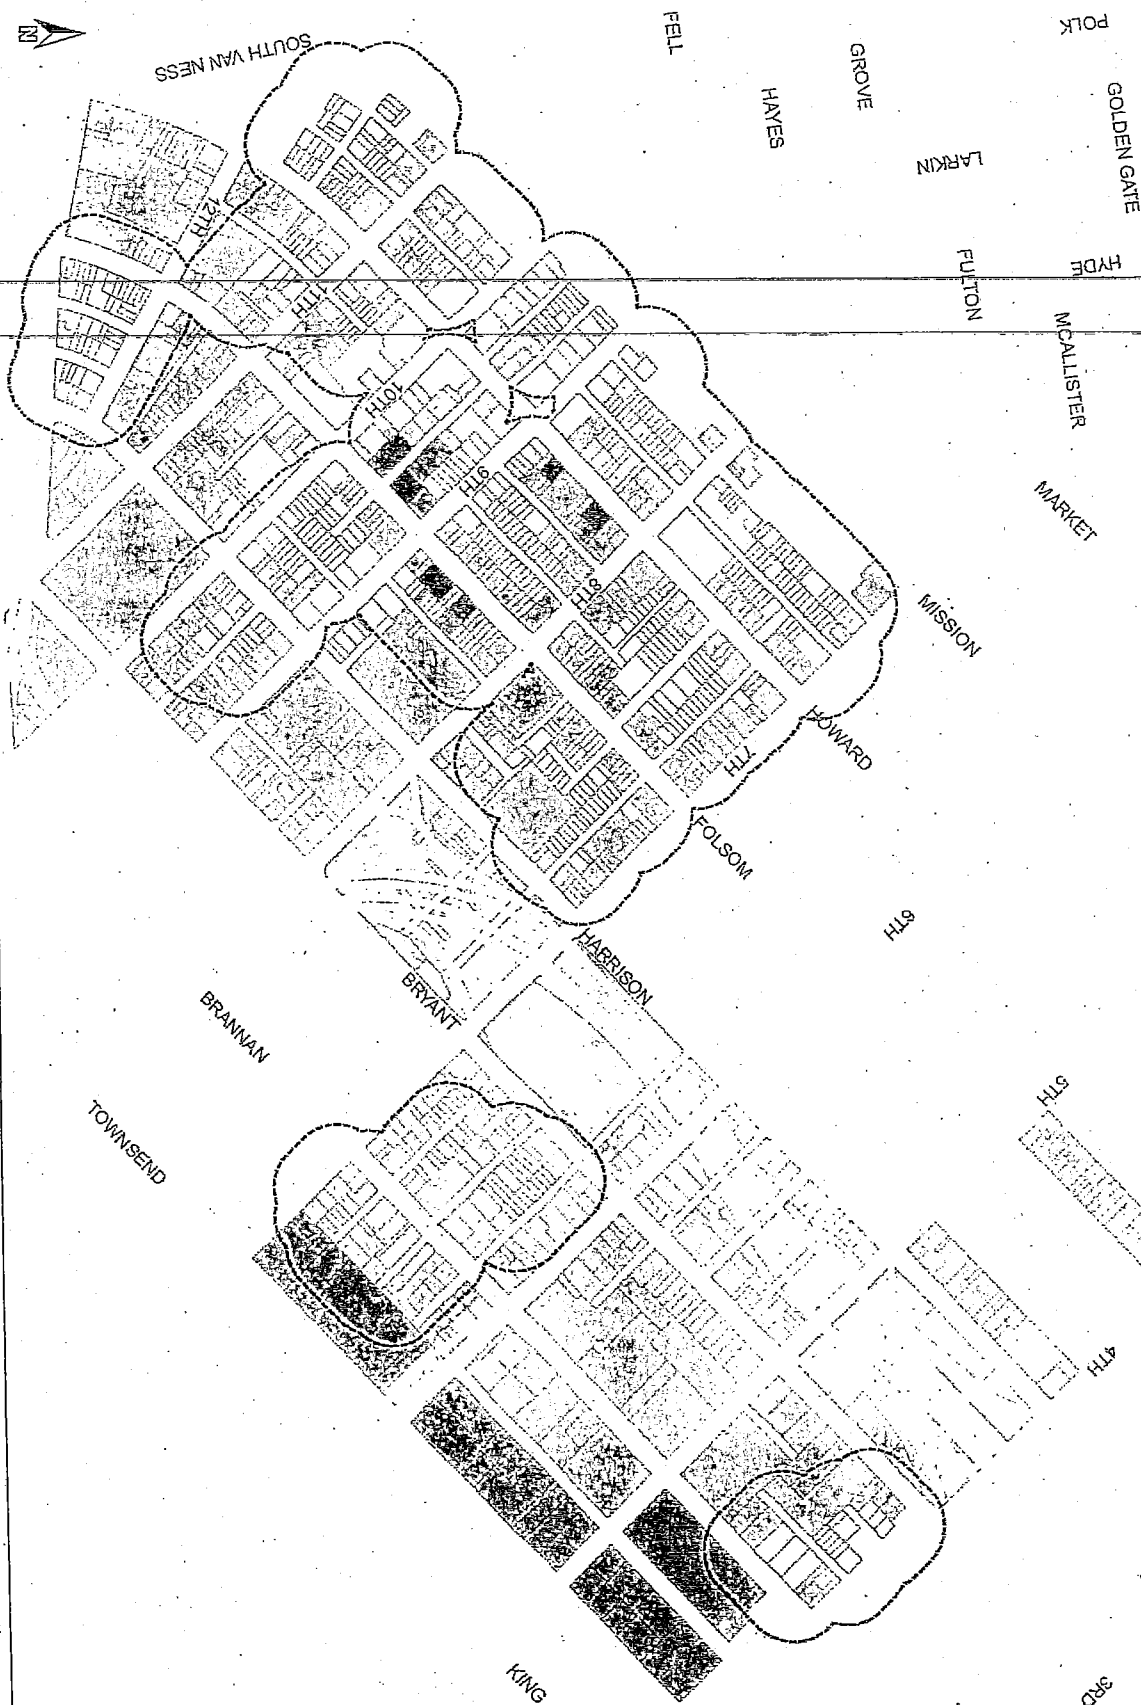 N
SOUTH VAN NESS
FELL
HAYES
GROVE
POLK
GOLDEN GATE
LARKIN
HYDE
FULTON
MCALLISTER
MARKET
12TH
11TH
10TH
9TH
8TH
MISSION
HOWARD
7TH
FOLSOM
6TH
HARRISON
BRYANT
BRANNAN
TOWNSEND
5TH
4TH
KING
3RD